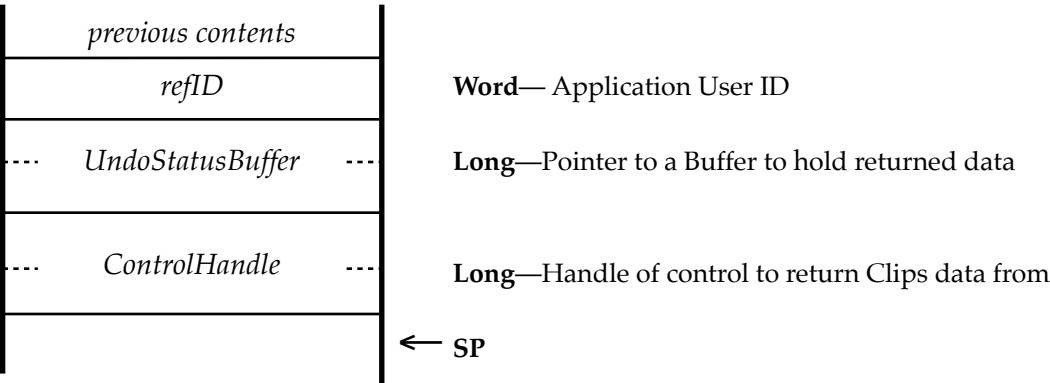 previous contents
refID
Word— Application User ID
UndoStatusBuffer
Long—Pointer to a Buffer to hold returned data
ControlHandle
Long—Handle of control to return Clips data from
SP